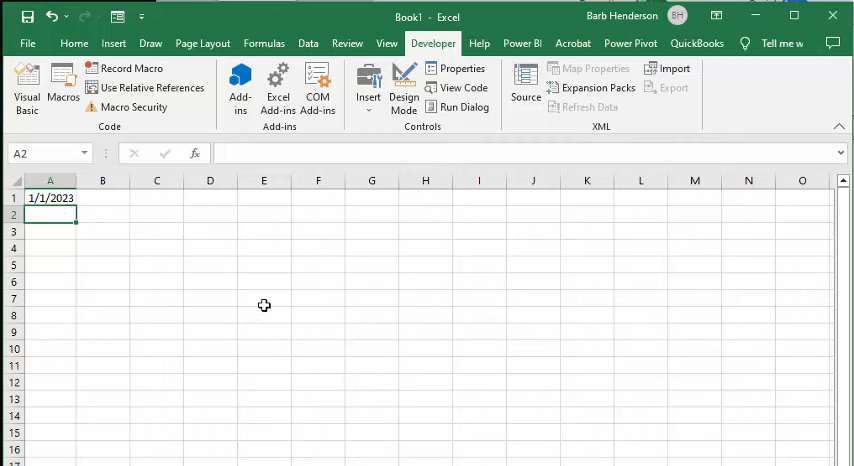 Book1 - Excel
Barb Henderson
BH
File Home Insert Draw Page Layout Formulas Data Review View Developer Help Power BI Acrobat Power Pivot QuickBooks Tell me w
Visual Basic
Macros
Record Macro
Use Relative References
Macro Security
Code
Add-ins
Excel Add-ins
COM Add-ins
Add-ins
Insert
Design Mode
Properties
View Code
Run Dialog
Controls
Source
Map Properties
Expansion Packs
Refresh Data
Import
Export
XML
A2
fx
A B C D E F G H I J K L M N O
1 1/1/2023
2
3
4
5
6
7
8
9
10
11
12
13
14
15
16